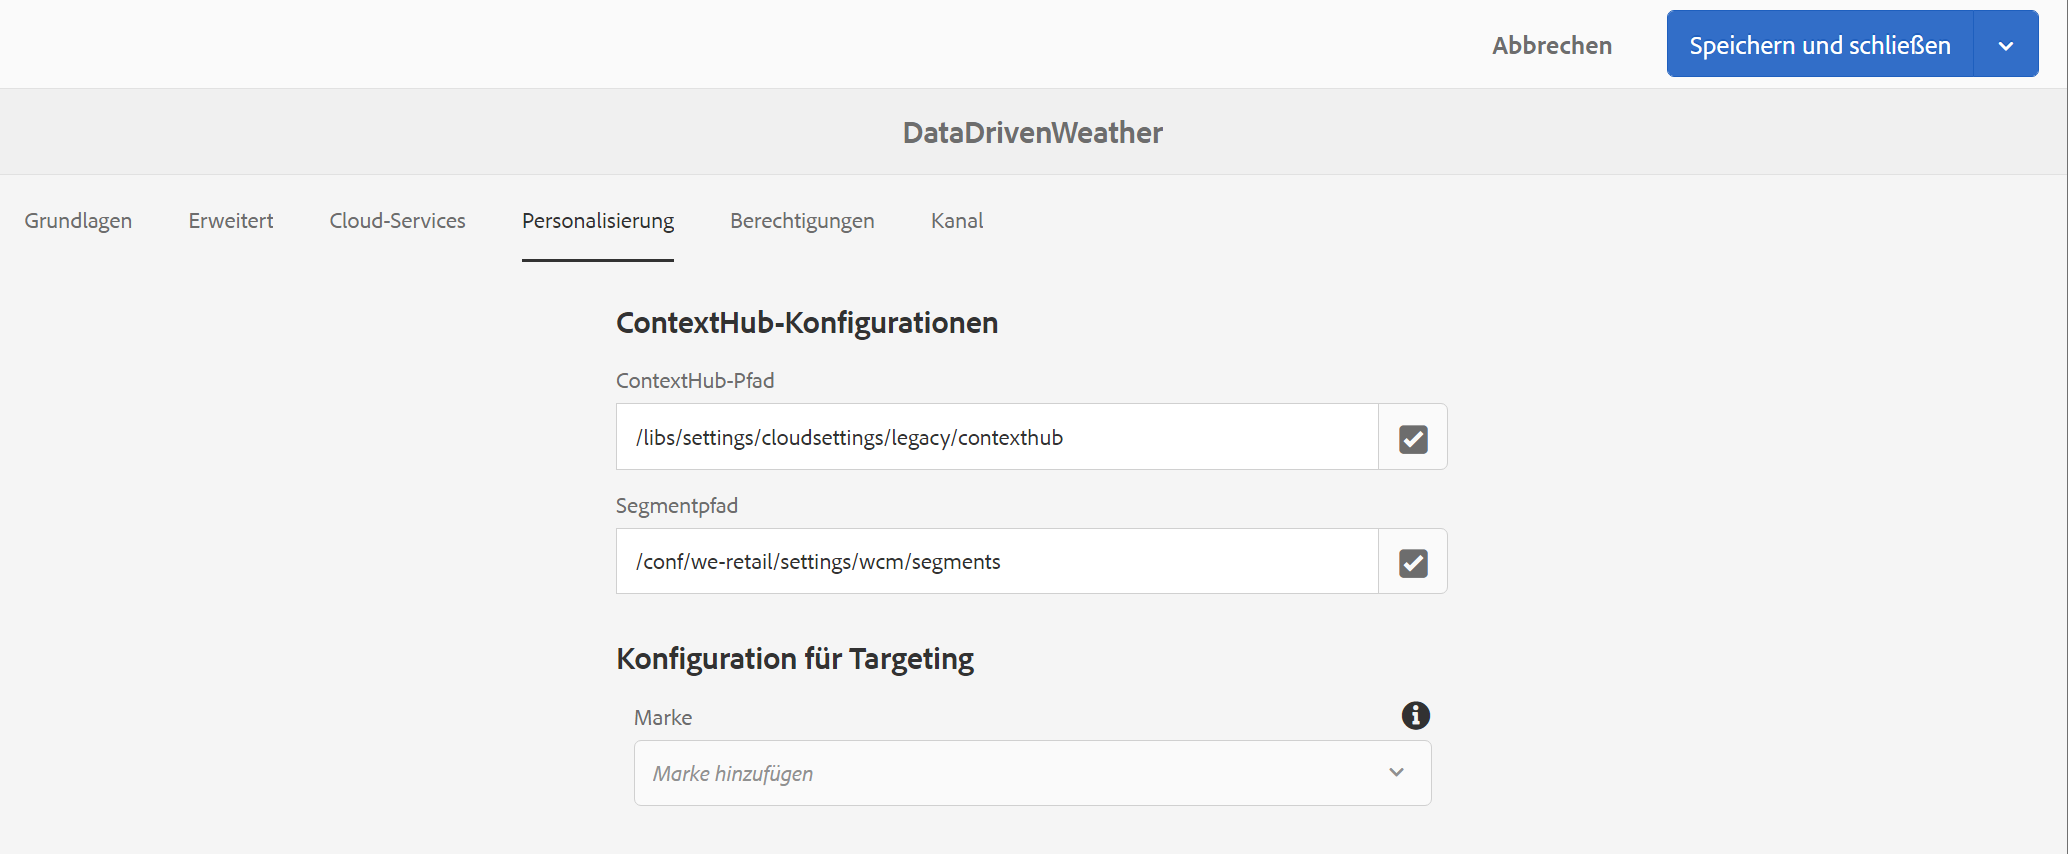 Abbrechen
Speichern und schließen
DataDrivenWeather
Grundlagen Erweitert Cloud-Services Personalisierung Berechtigungen Kanal
ContextHub-Konfigurationen
ContextHub-Pfad
/libs/settings/cloudsettings/legacy/contexthub
Segmentpfad
/conf/we-retail/settings/wcm/segments
Konfiguration für Targeting
Marke
Marke hinzufügen